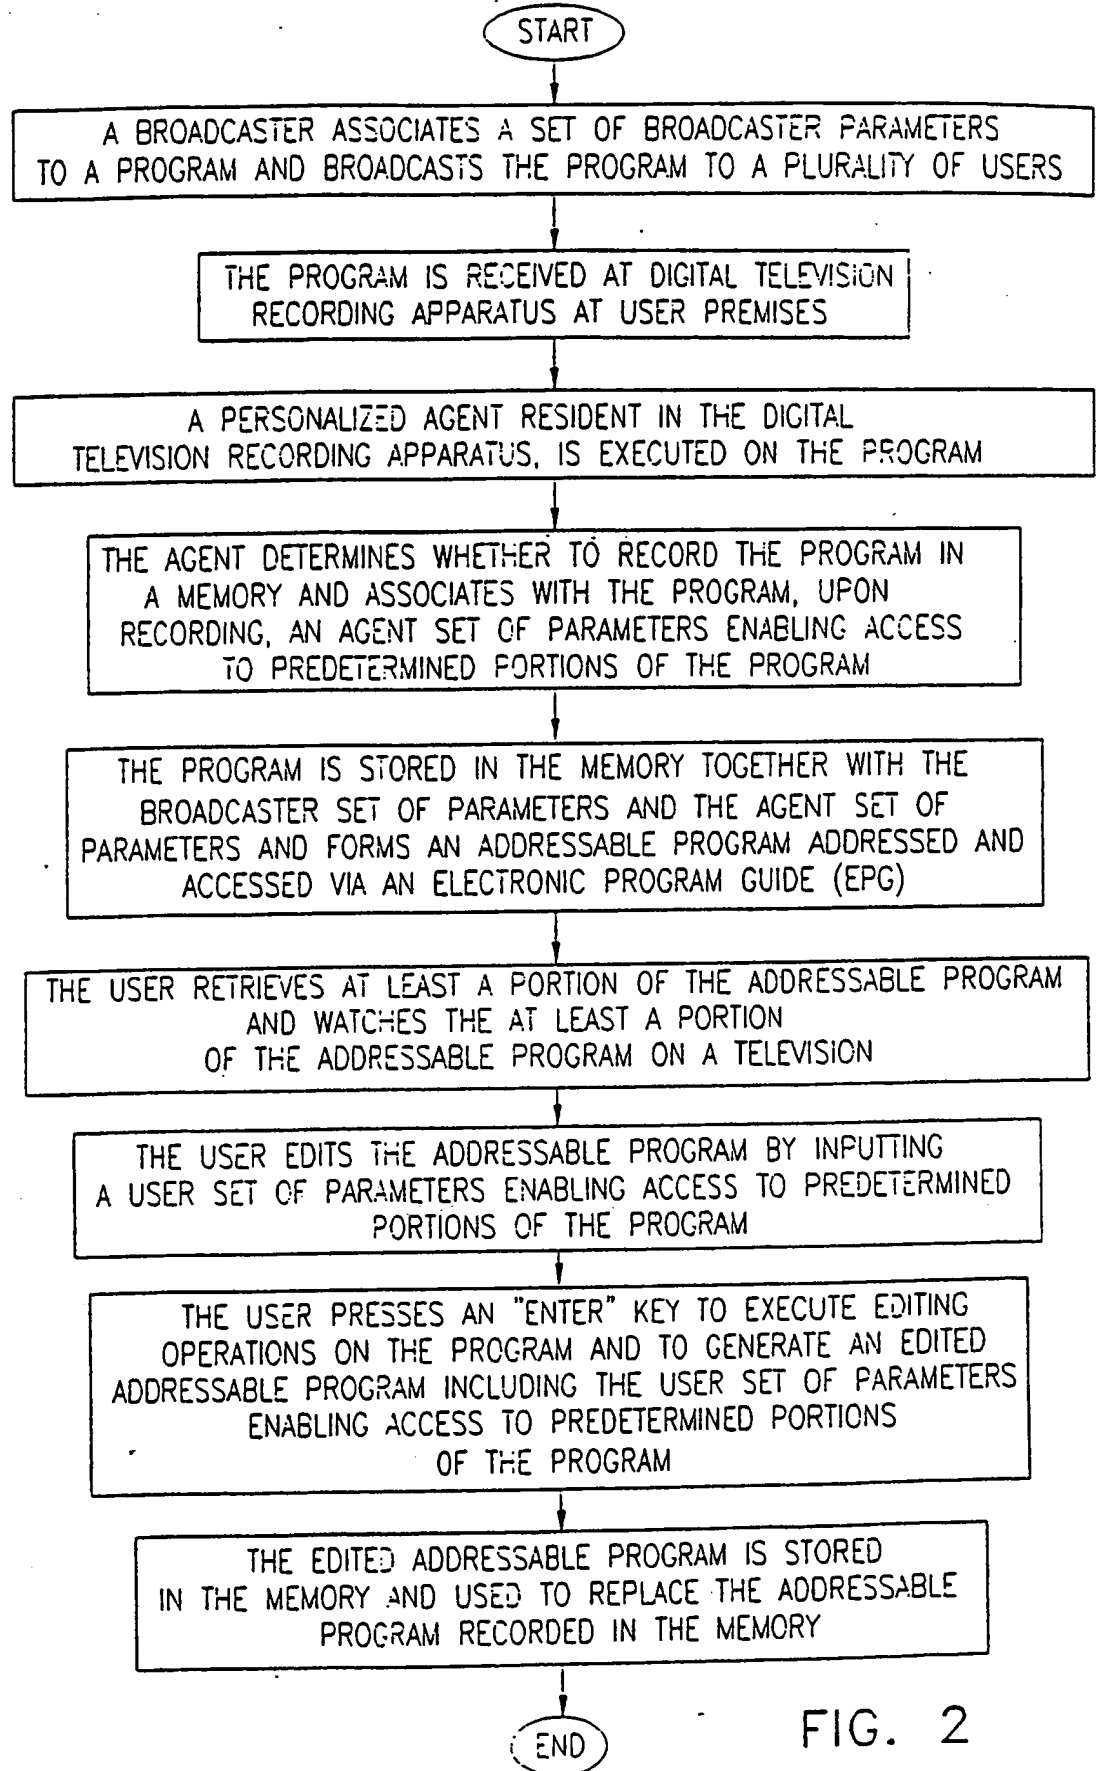 START
A BROADCASTER ASSOCIATES A SET OF BROADCASTER PARAMETERS
TO A PROGRAM AND BROADCASTS THE PROGRAM TO A PLURALITY OF USERS
THE PROGRAM IS RECEIVED AT DIGITAL TELEVISION
RECORDING APPARATUS AT USER PREMISES
A PERSONALIZED AGENT RESIDENT IN THE DIGITAL
TELEVISION RECORDING APPARATUS, IS EXECUTED ON THE PROGRAM
THE AGENT DETERMINES WHETHER TO RECORD THE PROGRAM IN
A MEMORY AND ASSOCIATES WITH THE PROGRAM, UPON
RECORDING, AN AGENT SET OF PARAMETERS ENABLING ACCESS
TO PREDETERMINED PORTIONS OF THE PROGRAM
THE PROGRAM IS STORED IN THE MEMORY TOGETHER WITH THE
BROADCASTER SET OF PARAMETERS AND THE AGENT SET OF
PARAMETERS AND FORMS AN ADDRESSABLE PROGRAM ADDRESSED AND
ACCESSED VIA AN ELECTRONIC PROGRAM GUIDE (EPG)
THE USER RETRIEVES AT LEAST A PORTION OF THE ADDRESSABLE PROGRAM
AND WATCHES THE AT LEAST A PORTION
OF THE ADDRESSABLE PROGRAM ON A TELEVISION
THE USER EDITS THE ADDRESSABLE PROGRAM BY INPUTTING
A USER SET OF PARAMETERS ENABLING ACCESS TO PREDETERMINED
PORTIONS OF THE PROGRAM
THE USER PRESSES AN "ENTER" KEY TO EXECUTE EDITING
OPERATIONS ON THE PROGRAM AND TO GENERATE AN EDITED
ADDRESSABLE PROGRAM INCLUDING THE USER SET OF PARAMETERS
ENABLING ACCESS TO PREDETERMINED PORTIONS
OF THE PROGRAM
THE EDITED ADDRESSABLE PROGRAM IS STORED
IN THE MEMORY AND USED TO REPLACE THE ADDRESSABLE
PROGRAM RECORDED IN THE MEMORY
END
FIG. 2